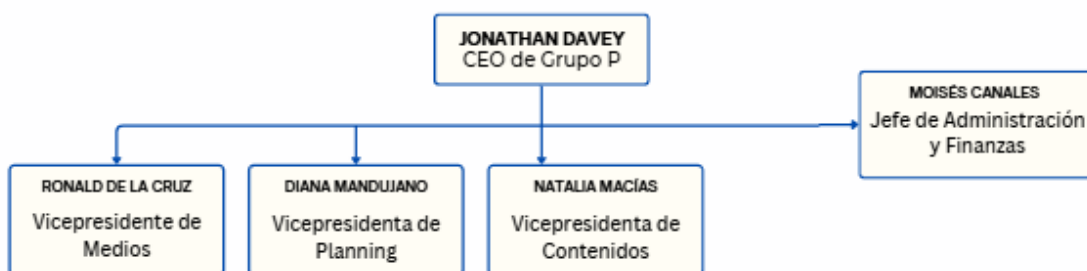 JONATHAN DAVEY
CEO de Grupo P
MOISÉS CANALES
Jefe de Administración
y Finanzas
RONALD DE LA CRUZ
Vicepresidente de
Medios
DIANA MANDUJANO
Vicepresidenta de
Planning
NATALIA MACÍAS
Vicepresidenta de
Contenidos